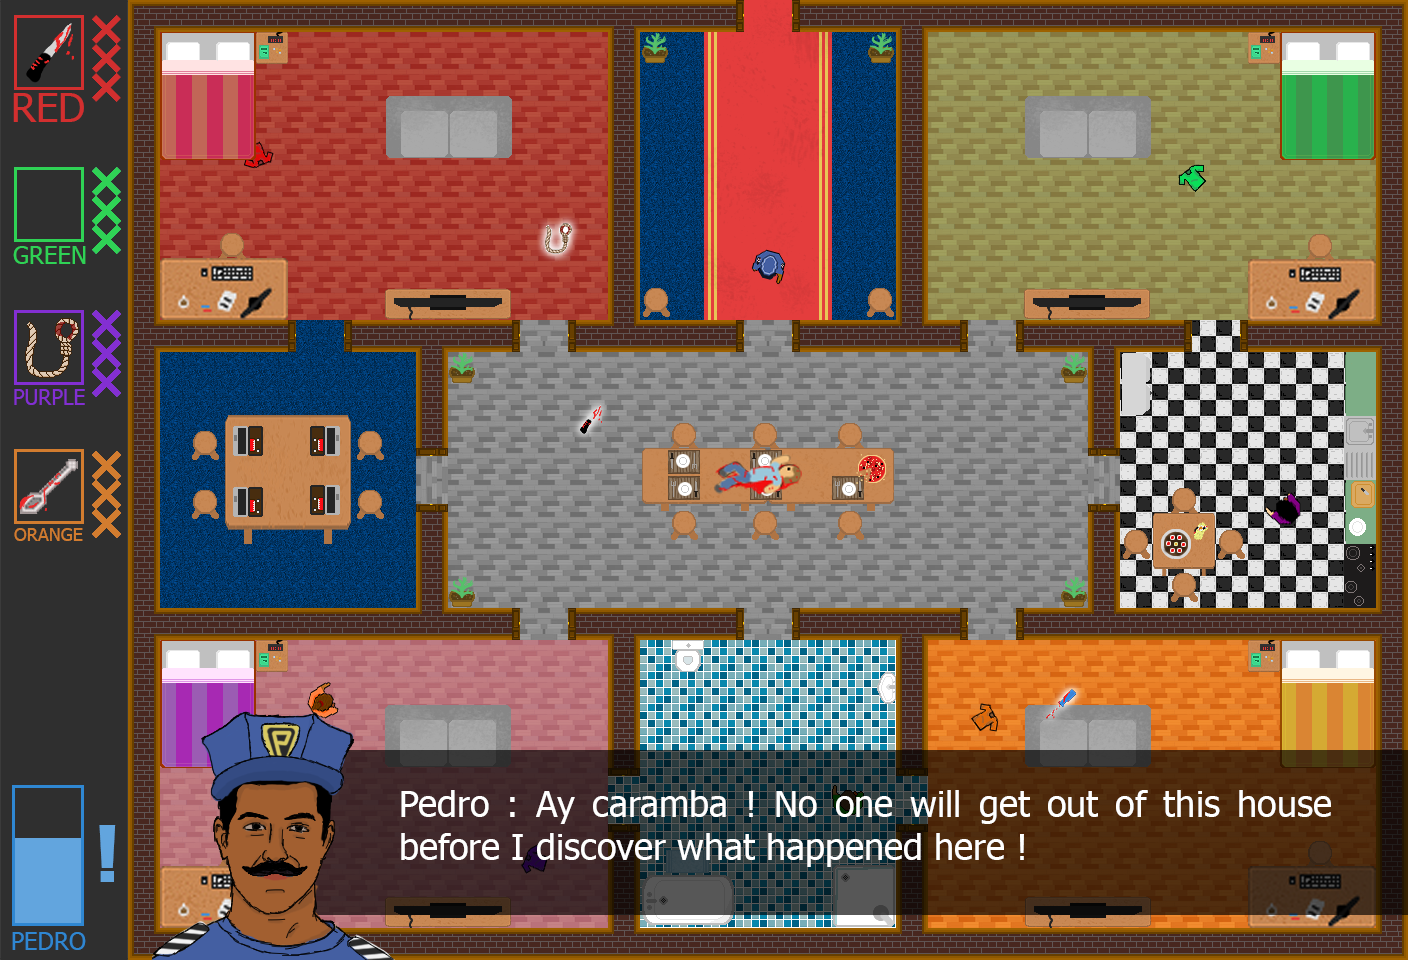 RED
GREEN
PURPLE
ORANGE
PEDRO
!
P
Pedro : Ay caramba ! No one will get out of this house
before I discover what happened here !